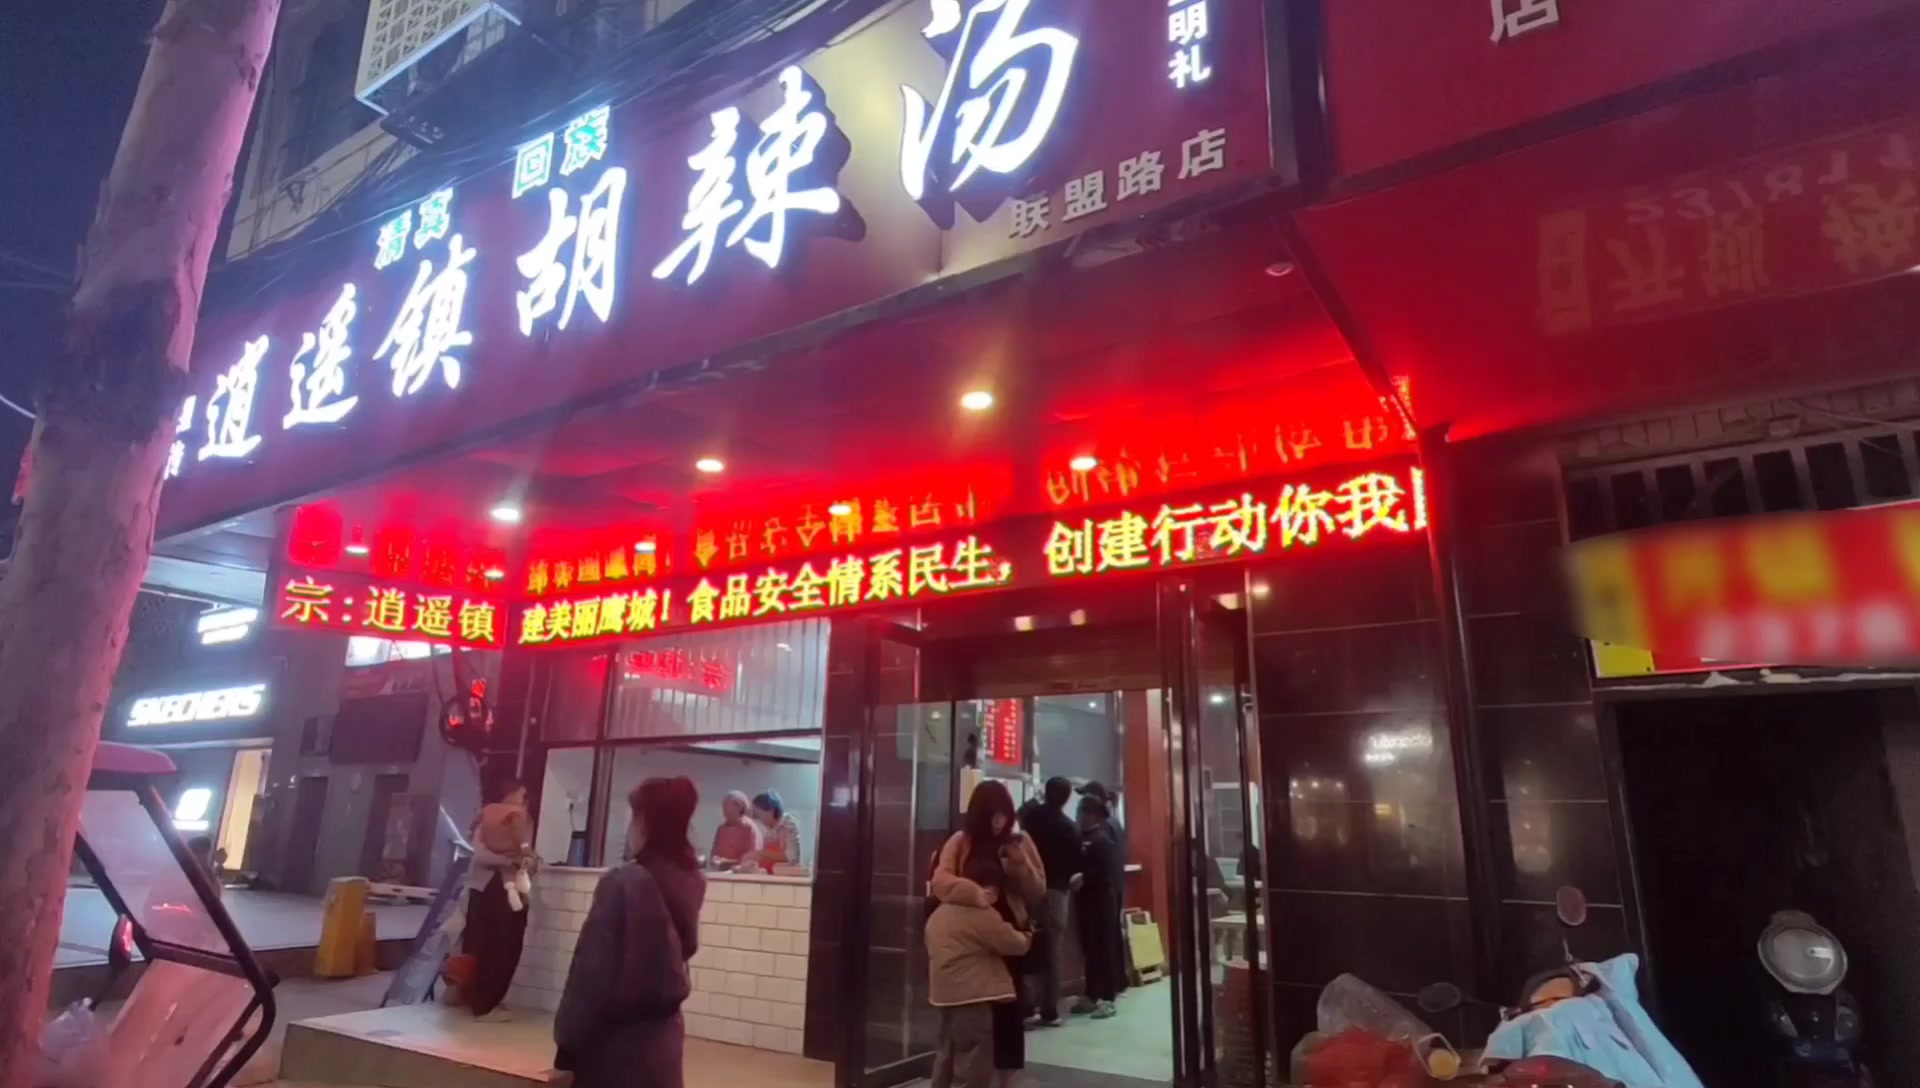 清真 回族
逍遥镇胡辣汤
明礼
联盟路店
店
宗:逍遥镇
建美丽鹰城!食品安全情系民生,创建行动你我
SKECHERS